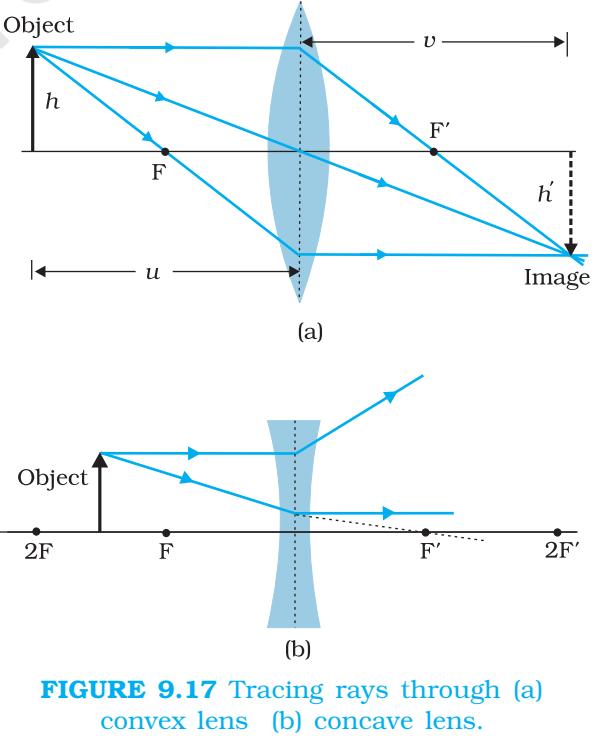 Object
v
h
F′
F
h′
u
Image
(a)
Object
2F
F
F′
2F′
(b)
FIGURE 9.17 Tracing rays through (a)
convex lens (b) concave lens.